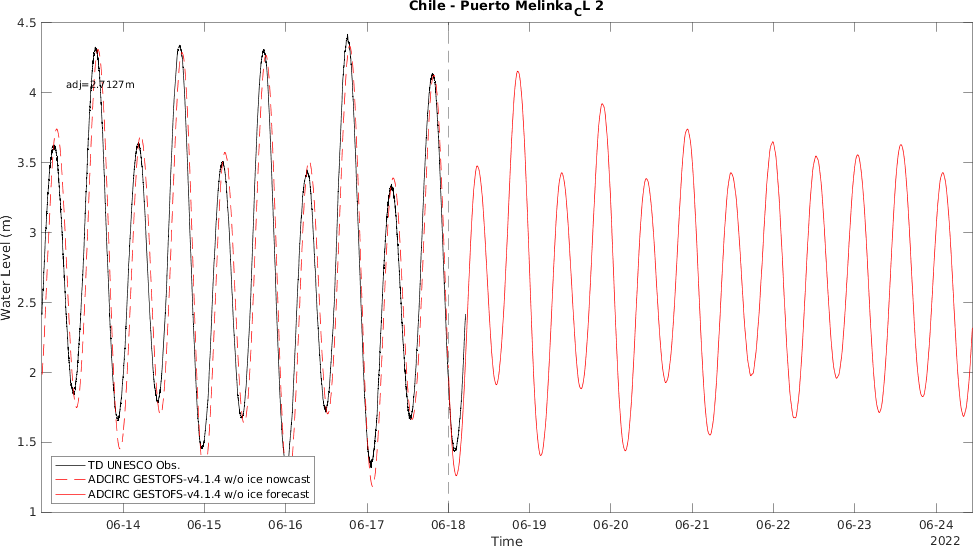 Chile - Puerto MelinkaCL 2
4.5
4
3.5
3
2.5
2
1.5
1
Water Level (m)
adj=2.7127m
TD UNESCO Obs.
ADCIRC GESTOFS-v4.1.4 w/o ice nowcast
ADCIRC GESTOFS-v4.1.4 w/o ice forecast
06-14 06-15 06-16 06-17 06-18 06-19 06-20 06-21 06-22 06-23 06-24
Time
2022